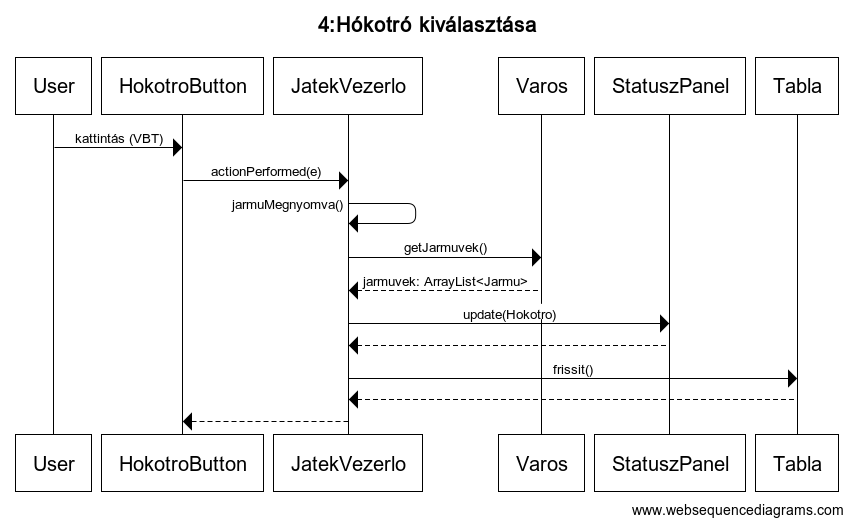 4:Hókotró kiválasztása
User HokotroButton JatekVezerlo Varos StatuszPanel Tabla
kattintás (VBT)
actionPerformed(e)
jarmuMegnyomva()
getJarmuvek()
jarmuvek: ArrayList<Jarmu>
update(Hokotro)
frissit()
User HokotroButton JatekVezerlo Varos StatuszPanel Tabla
www.websequencediagrams.com